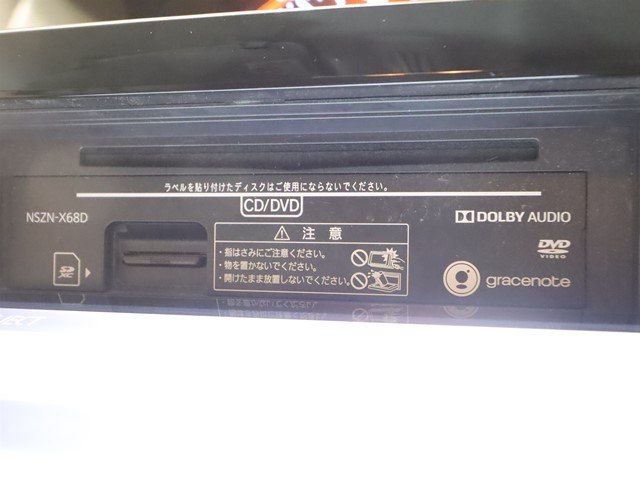 ラベルを貼り付けたディスクはご使用にならないでください。
CD/DVD
NSZN-X68D
SD
⚠ 注意
・指はさみにご注意ください。
・物を置かないでください。
・開けたまま放置しないでください。
DOLBY AUDIO
DVD
VIDEO
gracenote
JECT